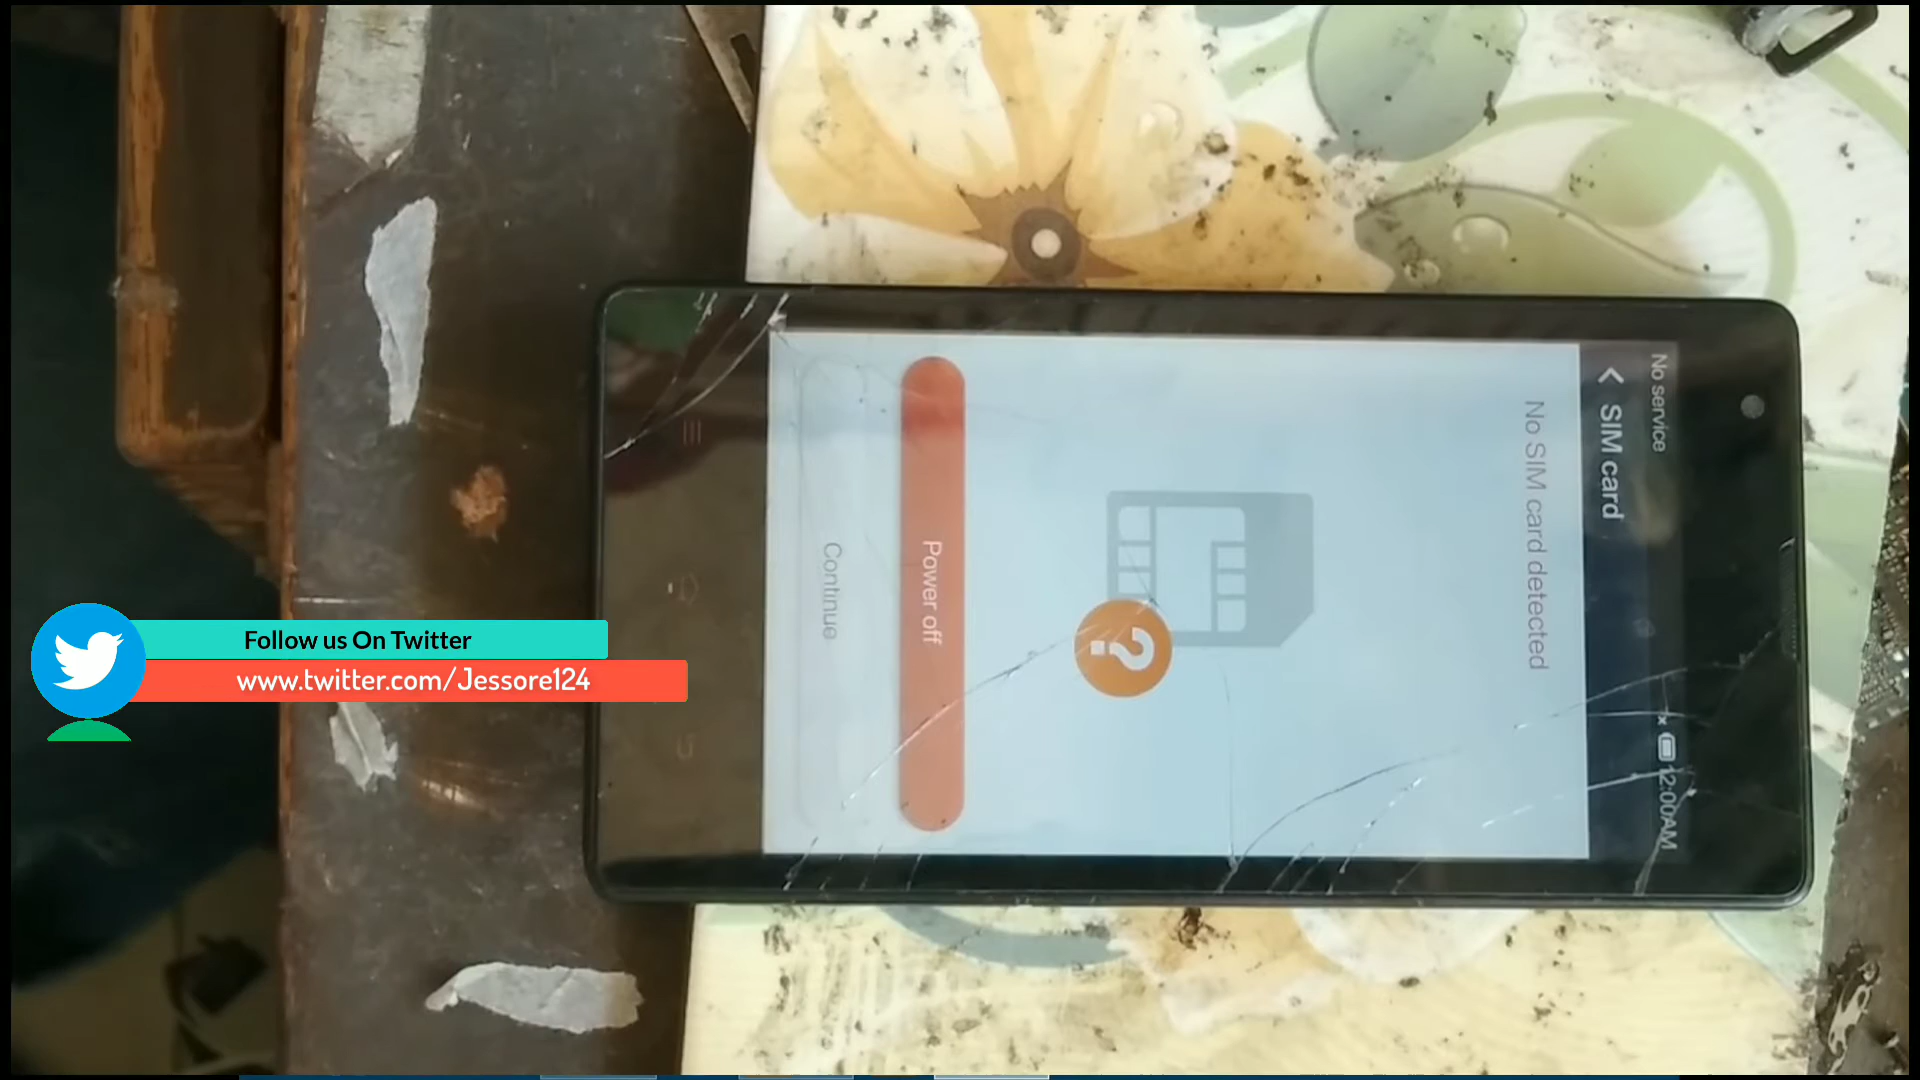 No service
12:00AM
SIM card
No SIM card detected
Power off
Continue
Follow us On Twitter
www.twitter.com/Jessore124